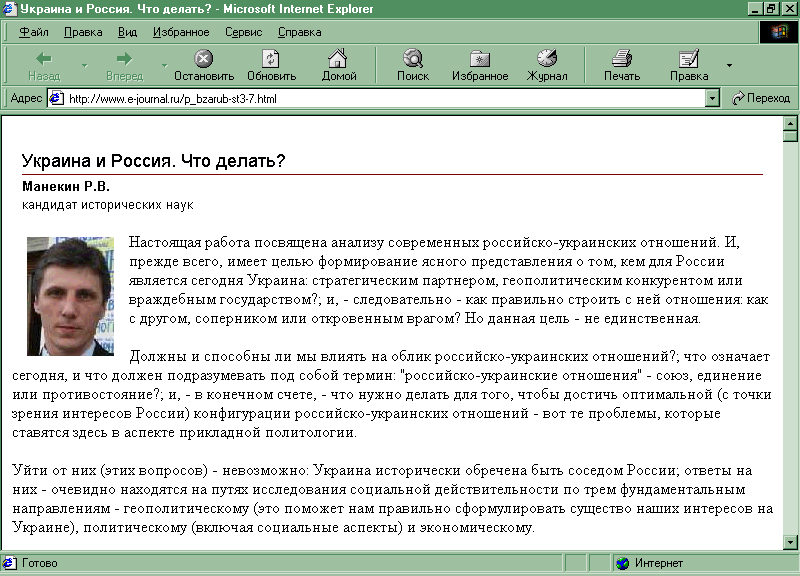 Украина и Россия. Что делать? - Microsoft Internet Explorer
Файл Правка Вид Избранное Сервис Справка
Назад Вперед Остановить Обновить Домой Поиск Избранное Журнал Печать Правка
Адрес http://www.e-journal.ru/p_bzarub-st3-7.html Переход
Украина и Россия. Что делать?
Манекин Р.В.
кандидат исторических наук
Настоящая работа посвящена анализу современных российско-украинских отношений. И,
прежде всего, имеет целью формирование ясного представления о том, кем для России
является сегодня Украина: стратегическим партнером, геополитическим конкурентом или
враждебным государством?; и, - следовательно - как правильно строить с ней отношения: как
с другом, соперником или откровенным врагом? Но данная цель - не единственная.
Должны и способны ли мы влиять на облик российско-украинских отношений?; что означает
сегодня, и что должен подразумевать под собой термин: "российско-украинские отношения" - союз, единение
или противостояние?; и, - в конечном счете, - что нужно делать для того, чтобы достичь оптимальной (с точки
зрения интересов России) конфигурации российско-украинских отношений - вот те проблемы, которые
ставятся здесь в аспекте прикладной политологии.
Уйти от них (этих вопросов) - невозможно: Украина исторически обречена быть соседом России; ответы на
них - очевидно находятся на путях исследования социальной действительности по трем фундаментальным
направлениям - геополитическому (это поможет нам правильно сформулировать существо наших интересов на
Украине), политическому (включая социальные аспекты) и экономическому.
Готово Интернет